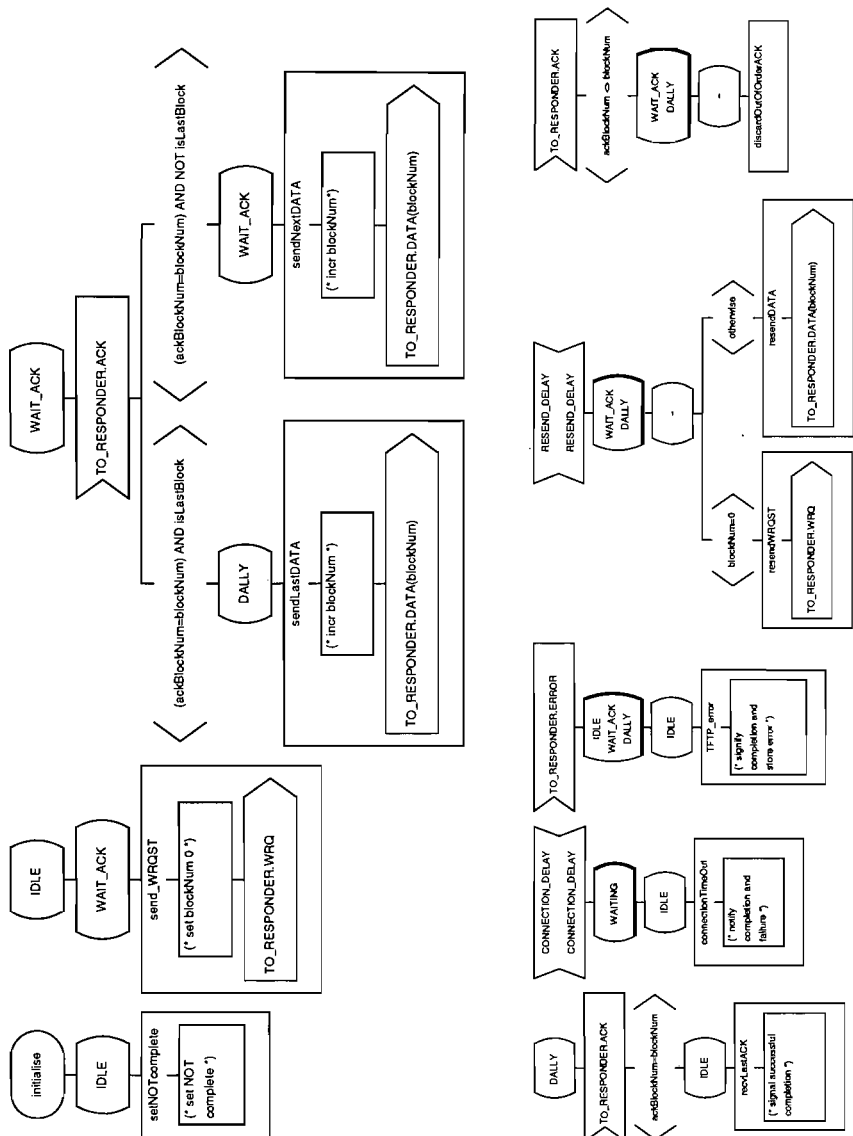 initialise
IDLE
setNOTcomplete
(* set NOT
complete *)
IDLE
WAIT_ACK
send_WRQST
(* set blockNum 0 *)
TO_RESPONDER.WRQ
WAIT_ACK
TO_RESPONDER.ACK
(ackBlockNum=blockNum) AND isLastBlock
DALLY
sendLastDATA
(* incr blockNum *)
TO_RESPONDER.DATA(blockNum)
(ackBlockNum=blockNum) AND NOT isLastBlock
WAIT_ACK
sendNextDATA
(* incr blockNum*)
TO_RESPONDER.DATA(blockNum)
DALLY
TO_RESPONDER.ACK
ackBlockNum=blockNum
IDLE
recvLastACK
(* signal successful
completion *)
CONNECTION_DELAY
CONNECTION_DELAY
WAITING
IDLE
connectionTimeOut
(* notify
completion and
failure *)
TO_RESPONDER.ERROR
IDLE
WAIT_ACK
DALLY
IDLE
TFTP_error
(* signify
completion and
store error *)
RESEND_DELAY
RESEND_DELAY
WAIT_ACK
DALLY
-
blockNum=0
resendWRQST
TO_RESPONDER.WRQ
otherwise
resendDATA
TO_RESPONDER.DATA(blockNum)
TO_RESPONDER.ACK
ackBlockNum <> blockNum
WAIT_ACK
DALLY
-
discardOutOfOrderACK